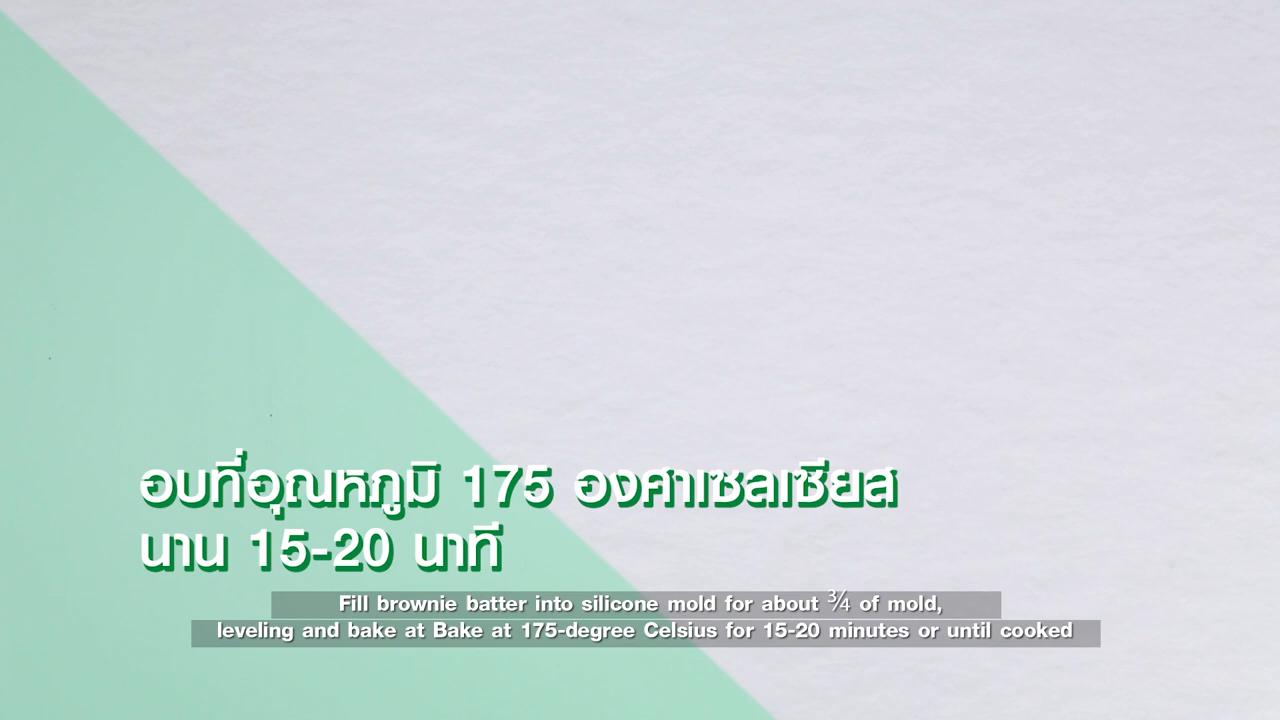 อบที่อุณหภูมิ 175 องศาเซลเซียส
นาน 15-20 นาที
Fill brownie batter into silicone mold for about ¾ of mold,
leveling and bake at Bake at 175-degree Celsius for 15-20 minutes or until cooked